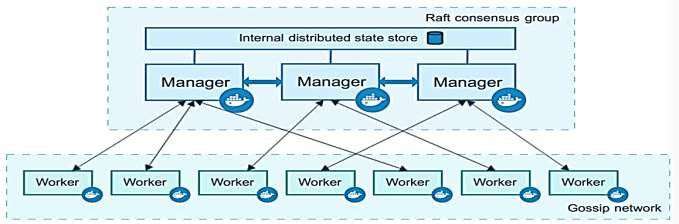 Raft consensus group
Internal distributed state store
Manager
Manager
Manager
Worker
Worker
Worker
Worker
Worker
Worker
Worker
Gossip network